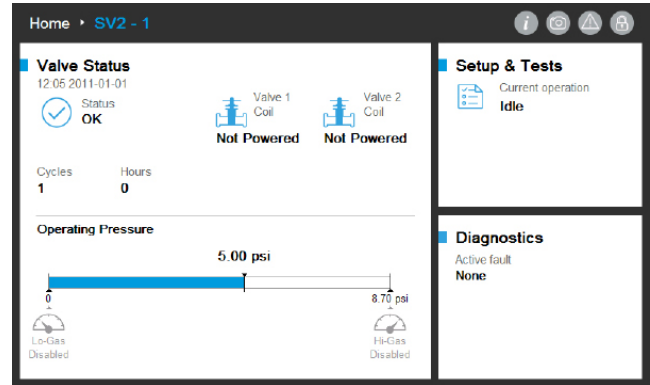 Home ‣ SV2 - 1
Valve Status
12:05 2011-01-01
Status
OK
Valve 1
Coil
Not Powered
Valve 2
Coil
Not Powered
Cycles
1
Hours
0
Operating Pressure
5.00 psi
0
8.70 psi
Lo-Gas
Disabled
Hi-Gas
Disabled
Setup & Tests
Current operation
Idle
Diagnostics
Active fault
None